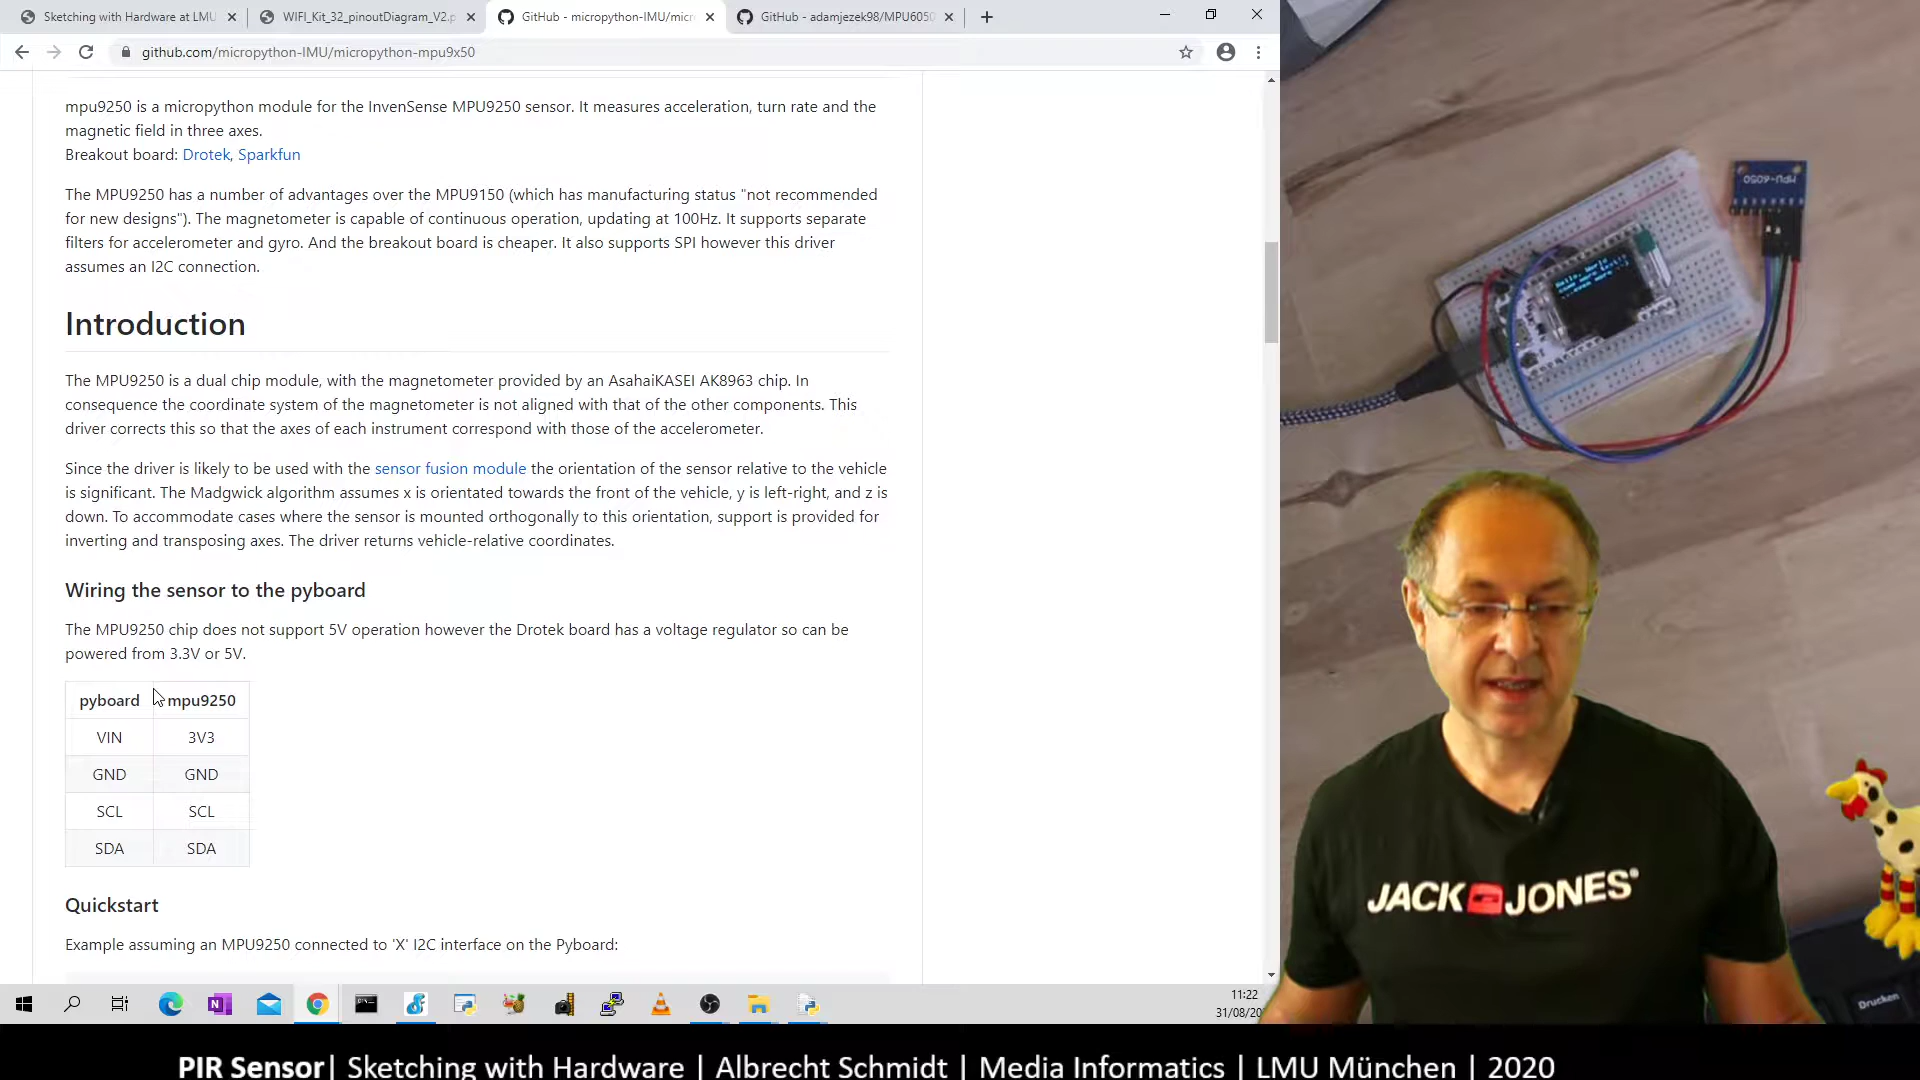 Sketching with Hardware at LMU
WIFI_Kit_32_pinoutDiagram_V2.p
GitHub - micropython-IMU/micr
GitHub - adamjezek98/MPU6050
github.com/micropython-IMU/micropython-mpu9x50
mpu9250 is a micropython module for the InvenSense MPU9250 sensor. It measures acceleration, turn rate and the
magnetic field in three axes.
Breakout board: Drotek, Sparkfun
The MPU9250 has a number of advantages over the MPU9150 (which has manufacturing status "not recommended
for new designs"). The magnetometer is capable of continuous operation, updating at 100Hz. It supports separate
filters for accelerometer and gyro. And the breakout board is cheaper. It also supports SPI however this driver
assumes an I2C connection.
Introduction
The MPU9250 is a dual chip module, with the magnetometer provided by an AsahaiKASEI AK8963 chip. In
consequence the coordinate system of the magnetometer is not aligned with that of the other components. This
driver corrects this so that the axes of each instrument correspond with those of the accelerometer.
Since the driver is likely to be used with the sensor fusion module the orientation of the sensor relative to the vehicle
is significant. The Madgwick algorithm assumes x is orientated towards the front of the vehicle, y is left-right, and z is
down. To accommodate cases where the sensor is mounted orthogonally to this orientation, support is provided for
inverting and transposing axes. The driver returns vehicle-relative coordinates.
Wiring the sensor to the pyboard
The MPU9250 chip does not support 5V operation however the Drotek board has a voltage regulator so can be
powered from 3.3V or 5V.
pyboard mpu9250
VIN 3V3
GND GND
SCL SCL
SDA SDA
Quickstart
Example assuming an MPU9250 connected to 'X' I2C interface on the Pyboard:
11:22
31/08/20
MPU-6050
Hello, World
some more text!!
...even more :-)
JACK JONES
Drucken
PIR Sensor| Sketching with Hardware | Albrecht Schmidt | Media Informatics | LMU München | 2020